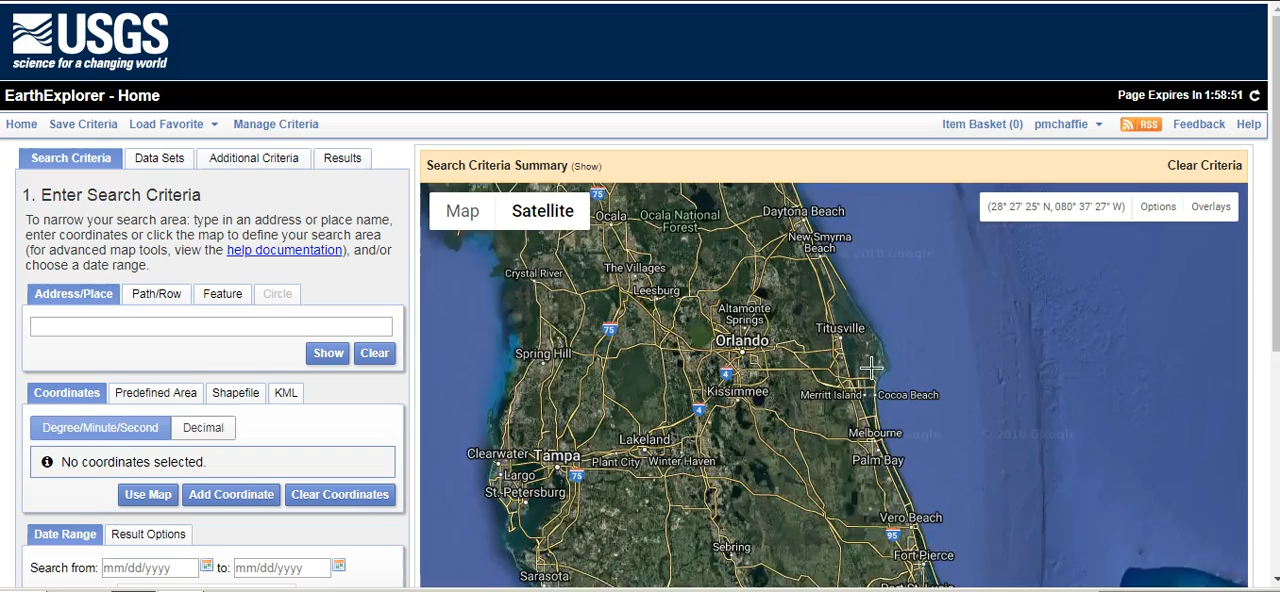 USGS
science for a changing world
EarthExplorer - Home
Page Expires In 1:58:51
Home Save Criteria Load Favorite Manage Criteria
Item Basket (0) pmchaffie RSS Feedback Help
Search Criteria Data Sets Additional Criteria Results
1. Enter Search Criteria
To narrow your search area: type in an address or place name,
enter coordinates or click the map to define your search area
(for advanced map tools, view the help documentation), and/or
choose a date range.
Address/Place Path/Row Feature Circle
Show Clear
Coordinates Predefined Area Shapefile KML
Degree/Minute/Second Decimal
No coordinates selected.
Use Map Add Coordinate Clear Coordinates
Date Range Result Options
Search from: mm/dd/yyyy to: mm/dd/yyyy
Search Criteria Summary (Show)
Clear Criteria
Map Satellite
(28° 27' 25" N, 080° 37' 27" W) Options Overlays
75
Ocala
Ocala National
Forest
Daytona Beach
New Smyrna
Beach
Crystal River
The Villages
Leesburg
Altamonte
Springs
75
Titusville
Orlando
Spring Hill
4
Kissimmee
Merritt Island
Cocoa Beach
4
Melbourne
Lakeland
Clearwater
Tampa
Plant City
Winter Haven
Palm Bay
Largo
75
St. Petersburg
Vero Beach
95
Sebring
Fort Pierce
Sarasota
© 2018 Google